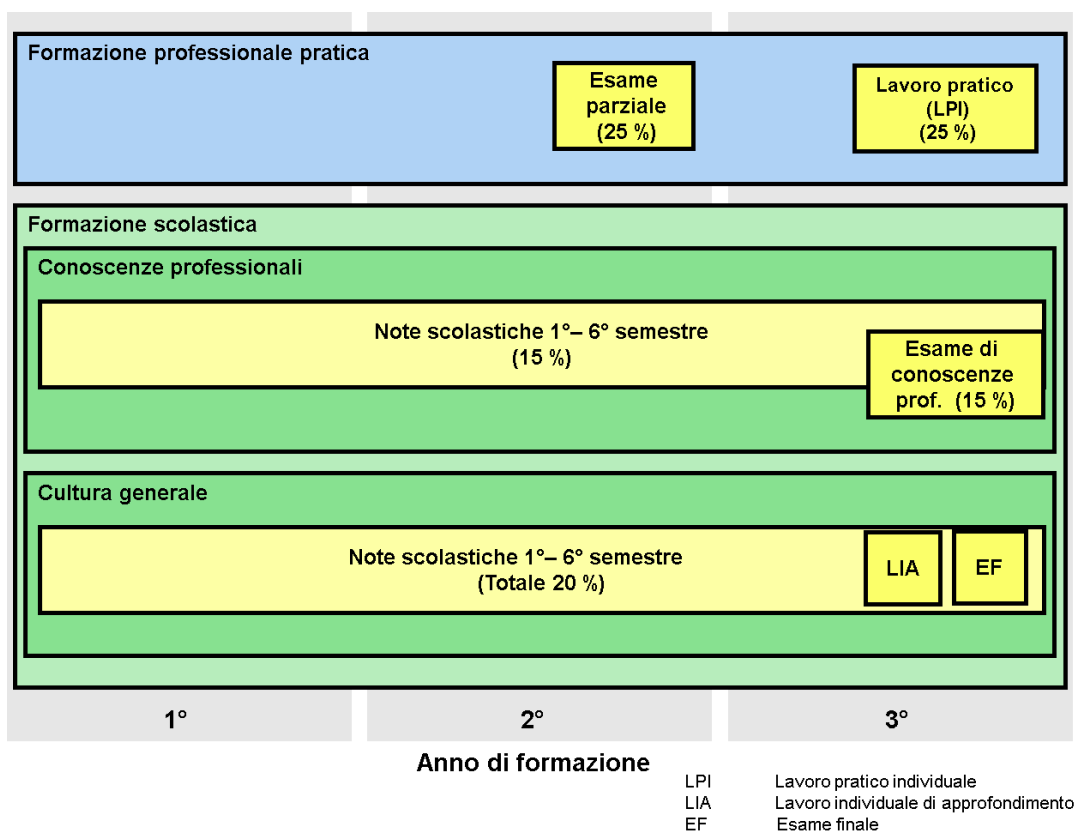 Formazione professionale pratica
Esame
parziale
(25 %)
Lavoro pratico
(LPI)
(25 %)
Formazione scolastica
Conoscenze professionali
Note scolastiche 1°– 6° semestre
(15 %)
Esame di
conoscenze
prof. (15 %)
Cultura generale
Note scolastiche 1°– 6° semestre
(Totale 20 %)
LIA
EF
1°
2°
3°
Anno di formazione
LPI Lavoro pratico individuale
LIA Lavoro individuale di approfondimento
EF Esame finale